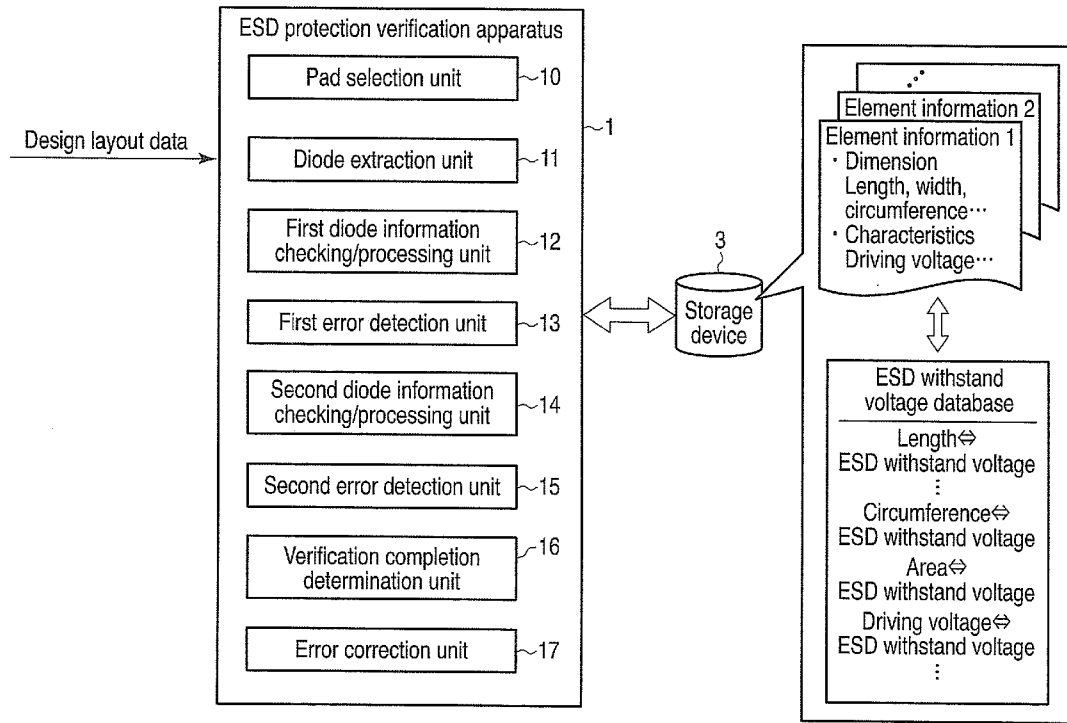 Design layout data
ESD protection verification apparatus
Pad selection unit
10
Diode extraction unit
11
First diode information
checking/processing unit
12
First error detection unit
13
Second diode information
checking/processing unit
14
Second error detection unit
15
Verification completion
determination unit
16
Error correction unit
17
1
3
Storage
device
Element information 2
Element information 1
· Dimension
Length, width,
circumference⋯
· Characteristics
Driving voltage⋯
ESD withstand
voltage database
Length⇔
ESD withstand voltage
⋮
Circumference⇔
ESD withstand voltage
Area⇔
ESD withstand voltage
Driving voltage⇔
ESD withstand voltage
⋮